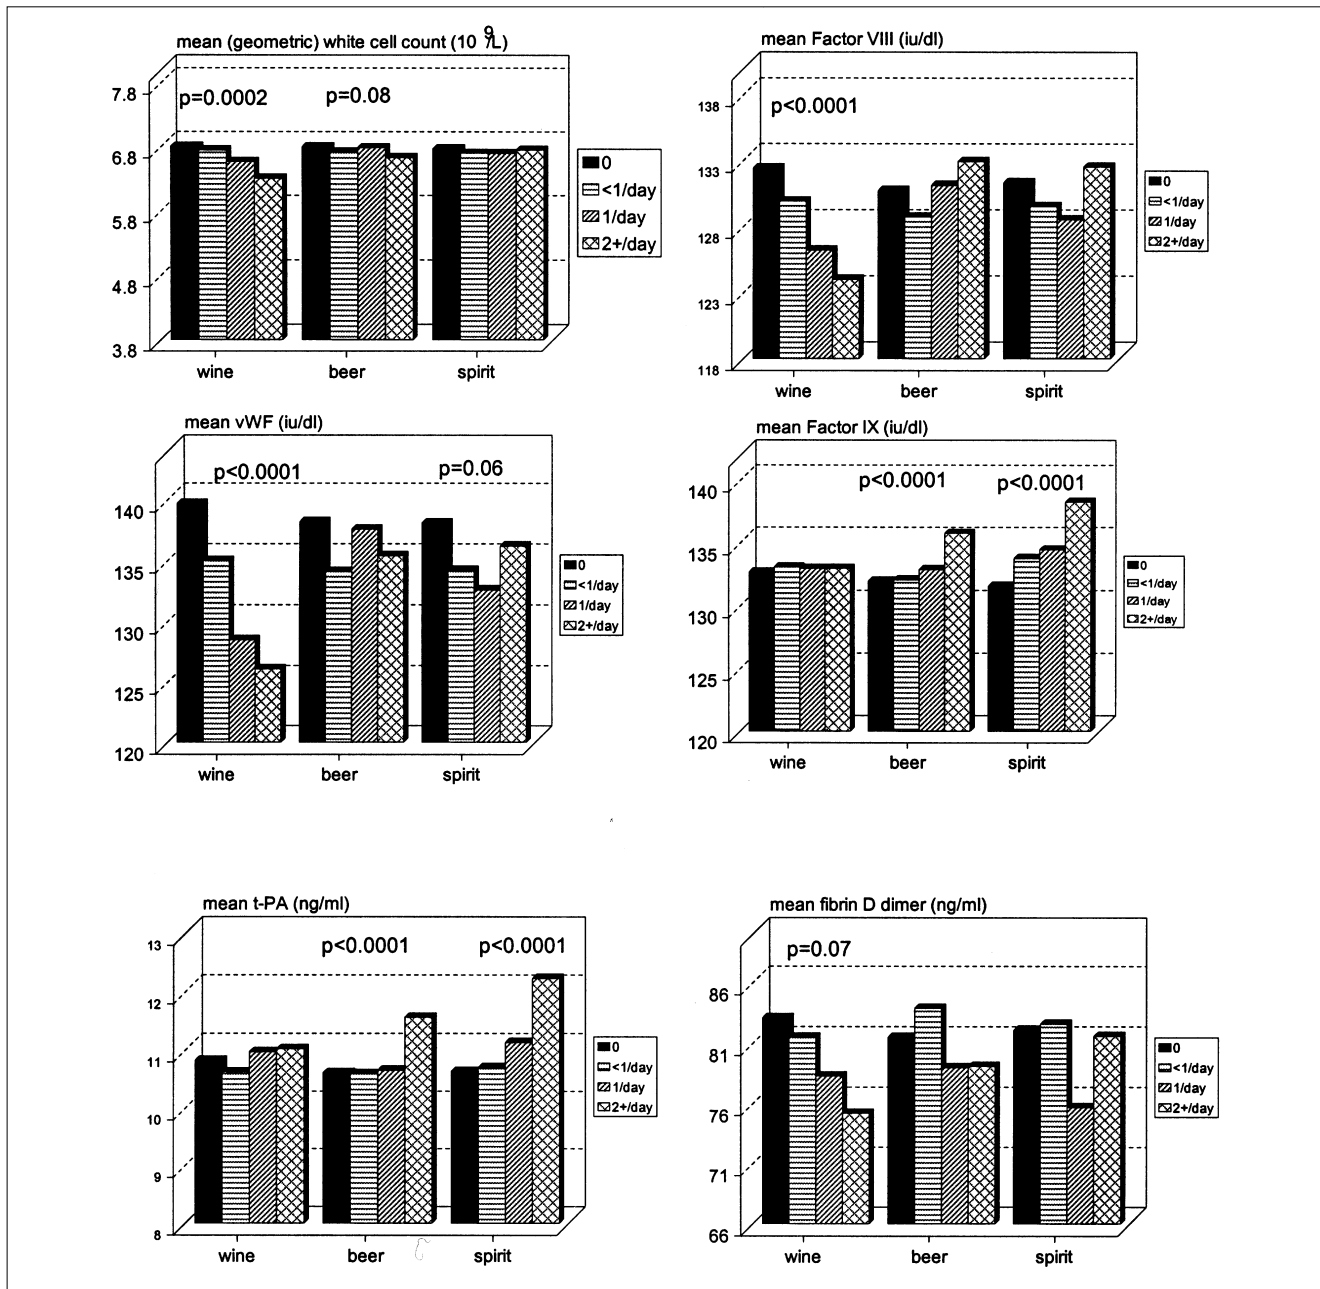 mean (geometric) white cell count (10 9/L)
7.8
6.8
5.8
4.8
3.8
p=0.0002
p=0.08
wine
beer
spirit
0
<1/day
1/day
2+/day
mean Factor VIII (iu/dl)
138
133
128
123
118
p<0.0001
wine
beer
spirit
0
<1/day
1/day
2+/day
mean vWF (iu/dl)
140
135
130
125
120
p<0.0001
p=0.06
wine
beer
spirit
0
<1/day
1/day
2+/day
mean Factor IX (iu/dl)
140
135
130
125
120
p<0.0001
p<0.0001
wine
beer
spirit
0
<1/day
1/day
2+/day
mean t-PA (ng/ml)
13
12
11
10
9
8
p<0.0001
p<0.0001
wine
beer
spirit
0
<1/day
1/day
2+/day
mean fibrin D dimer (ng/ml)
86
81
76
71
66
p=0.07
wine
beer
spirit
0
<1/day
1/day
2+/day